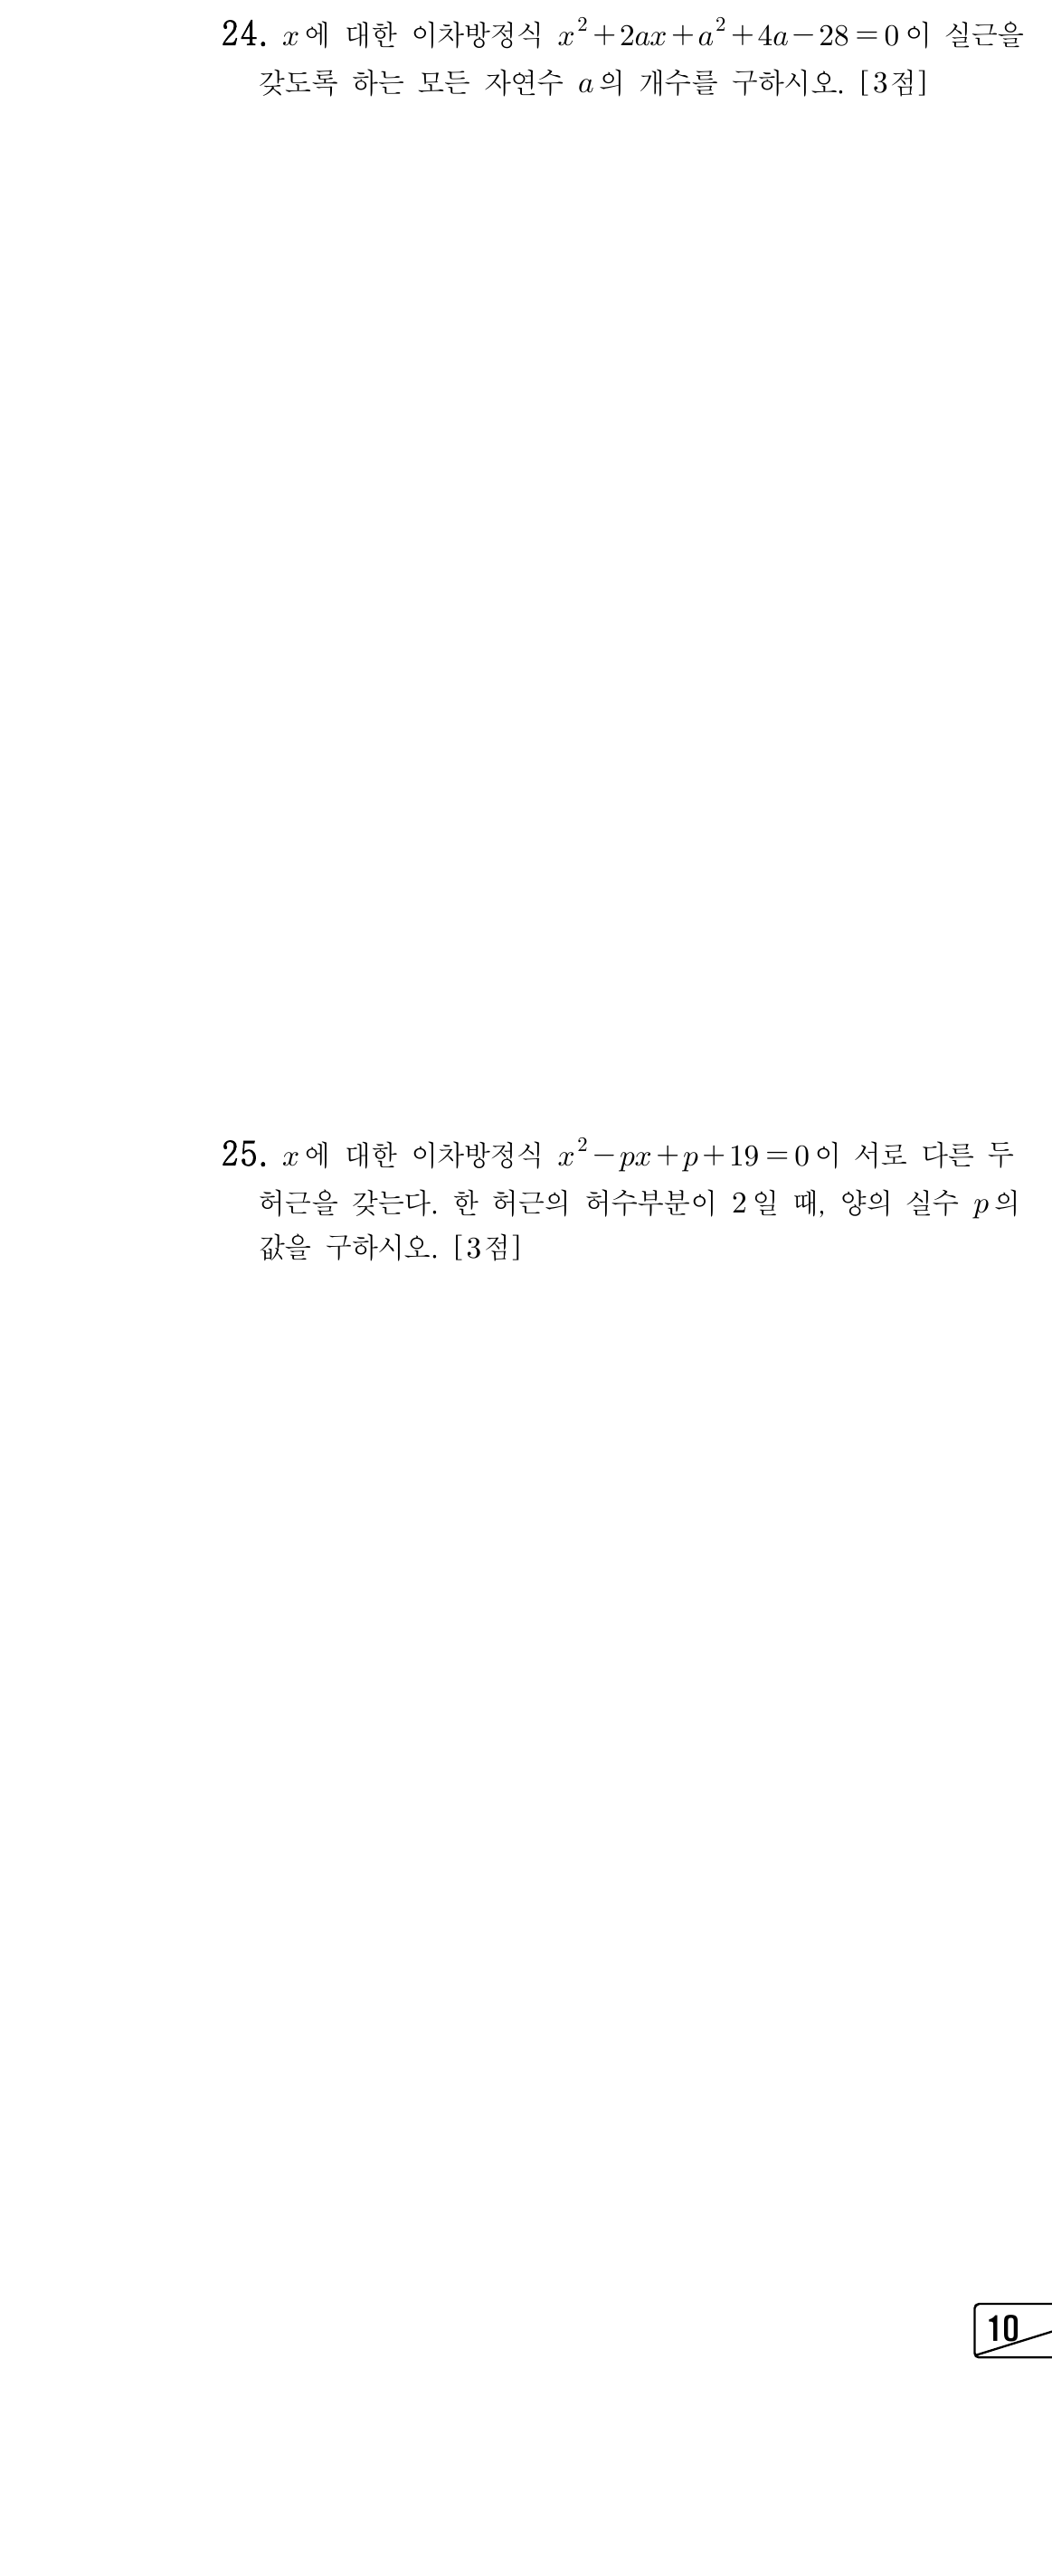 24. x에 대한 이차방정식 x²+2ax+a²+4a-28=0이 실근을
갖도록 하는 모든 자연수 a의 개수를 구하시오. [3점]
25. x에 대한 이차방정식 x²-px+p+19=0이 서로 다른 두
허근을 갖는다. 한 허근의 허수부분이 2일 때, 양의 실수 p의
값을 구하시오. [3점]
10